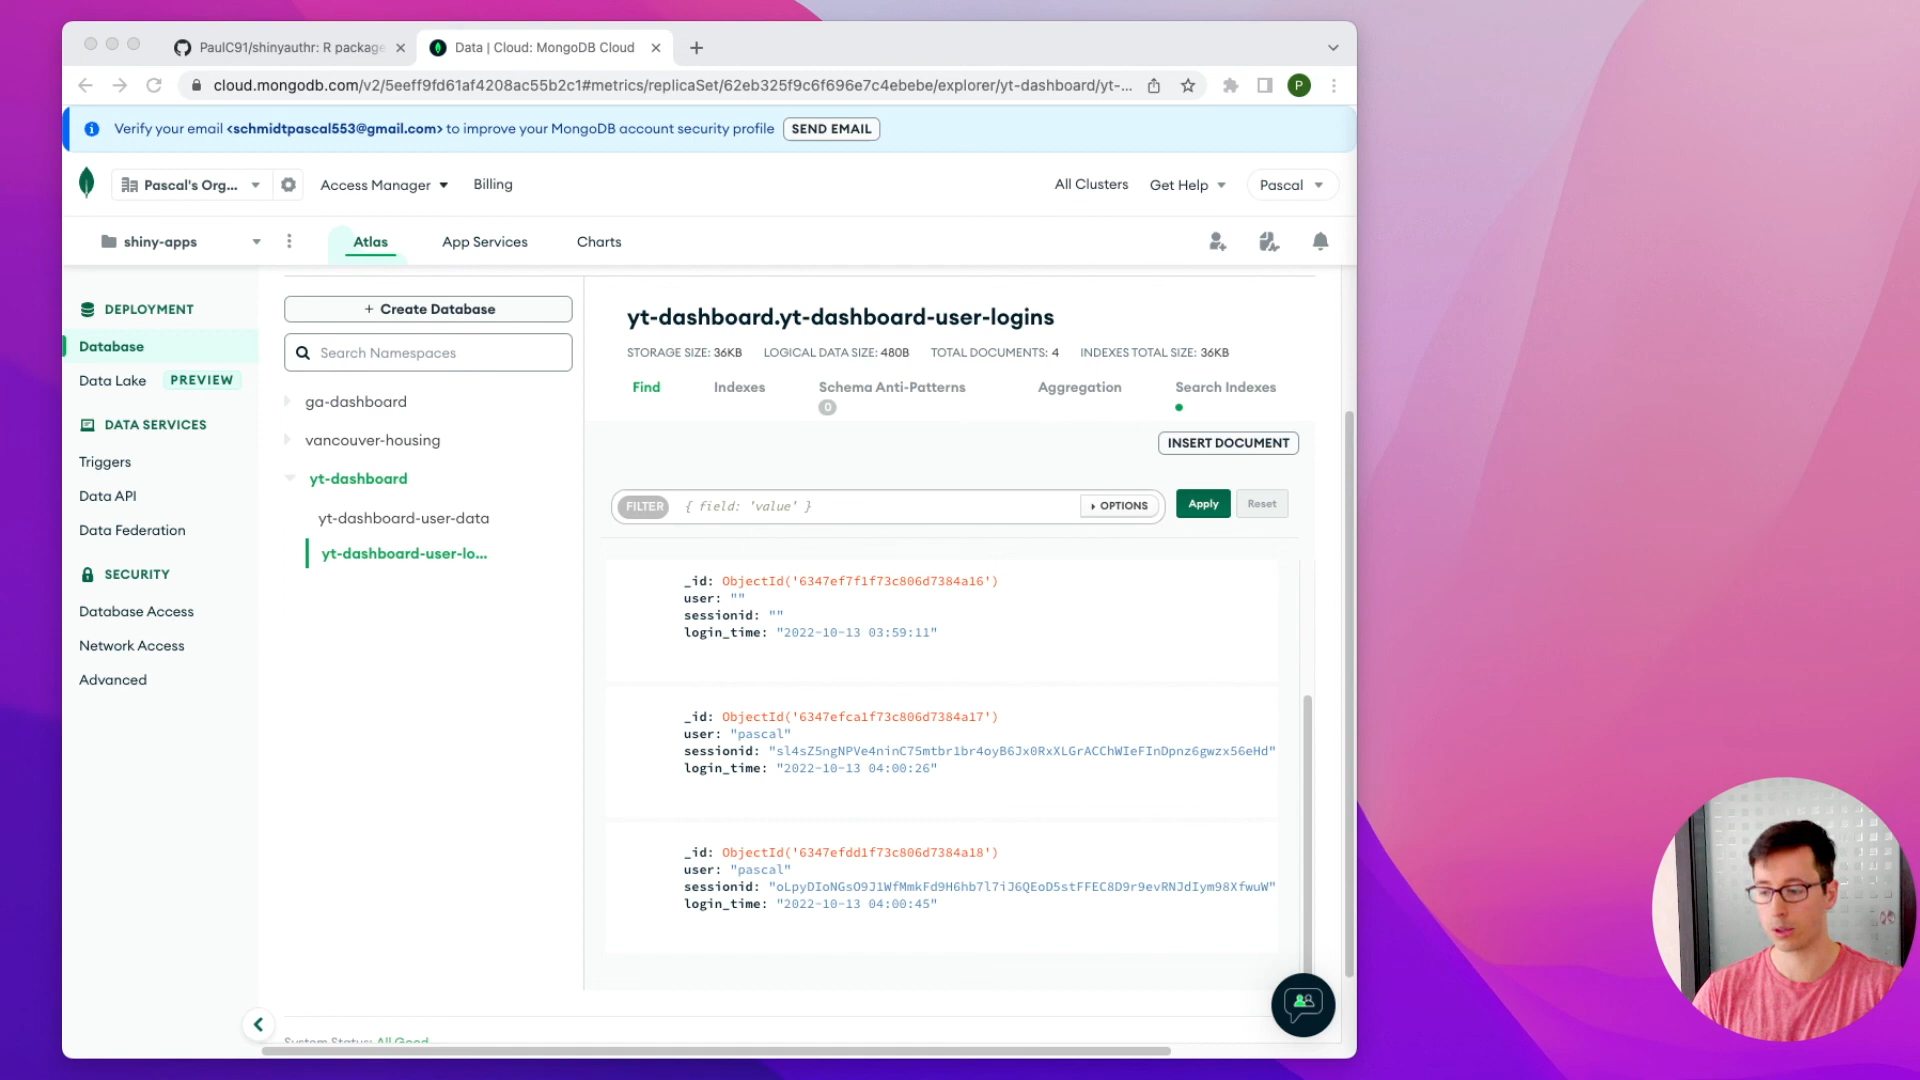 PaulC91/shinyauthr: R package
Data | Cloud: MongoDB Cloud
cloud.mongodb.com/v2/5eeff9fd61af4208ac55b2c1#metrics/replicaSet/62eb325f9c6f696e7c4ebebe/explorer/yt-dashboard/yt-...
P
Verify your email <schmidtpascal553@gmail.com> to improve your MongoDB account security profile
SEND EMAIL
Pascal's Org...
Access Manager
Billing
All Clusters
Get Help
Pascal
shiny-apps
Atlas
App Services
Charts
DEPLOYMENT
Database
Data Lake
PREVIEW
DATA SERVICES
Triggers
Data API
Data Federation
SECURITY
Database Access
Network Access
Advanced
+ Create Database
Search Namespaces
ga-dashboard
vancouver-housing
yt-dashboard
yt-dashboard-user-data
yt-dashboard-user-lo...
yt-dashboard.yt-dashboard-user-logins
STORAGE SIZE: 36KB LOGICAL DATA SIZE: 480B TOTAL DOCUMENTS: 4 INDEXES TOTAL SIZE: 36KB
Find
Indexes
Schema Anti-Patterns
0
Aggregation
Search Indexes
INSERT DOCUMENT
FILTER
{ field: 'value' }
OPTIONS
Apply
Reset
_id: ObjectId('6347ef7f1f73c806d7384a16')
user: ""
sessionid: ""
login_time: "2022-10-13 03:59:11"
_id: ObjectId('6347efca1f73c806d7384a17')
user: "pascal"
sessionid: "sl4sZ5ngNPVe4ninC75mtbr1br4oyB6Jx0RxXLGrACChWIeFInDpnz6gwzx56eHd"
login_time: "2022-10-13 04:00:26"
_id: ObjectId('6347efdd1f73c806d7384a18')
user: "pascal"
sessionid: "oLpyDIoNGsO9J1WfMmkFd9H6hb7l7iJ6QEoD5stFFEC8D9r9evRNJdIym98XfwuW"
login_time: "2022-10-13 04:00:45"
System Status: All Good